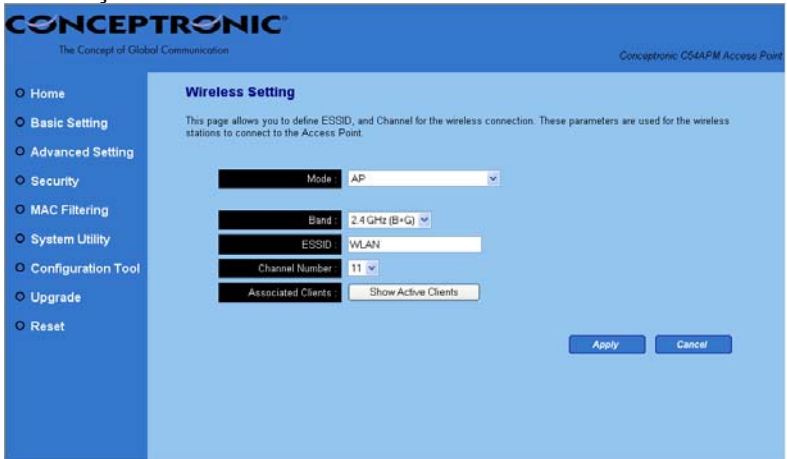 CONCEPTRONIC®
The Concept of Global Communication
Conceptronic C54APM Access Point
Home
Basic Setting
Advanced Setting
Security
MAC Filtering
System Utility
Configuration Tool
Upgrade
Reset
Wireless Setting
This page allows you to define ESSID, and Channel for the wireless connection. These parameters are used for the wireless
stations to connect to the Access Point.
Mode : AP
Band : 2.4 GHz (B+G)
ESSID : WLAN
Channel Number : 11
Associated Clients : Show Active Clients
Apply Cancel